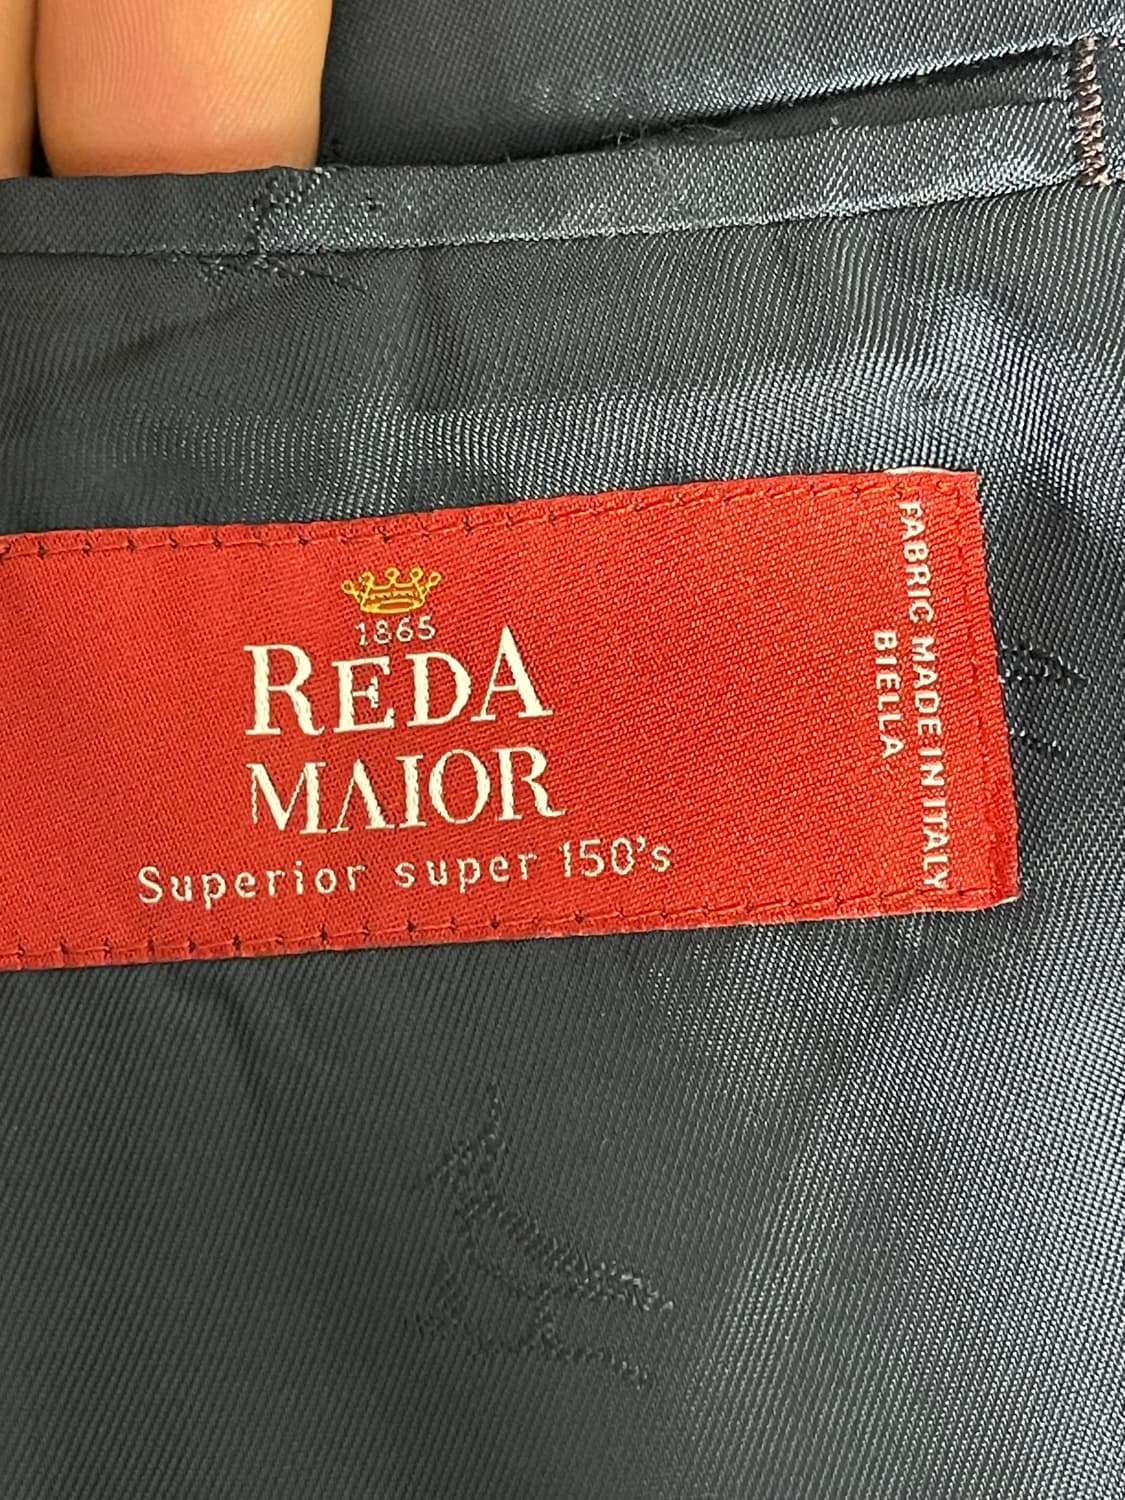 1865
REDA
MAIOR
Superior super 150's
FABRIC MADE IN ITALY
BIELLA